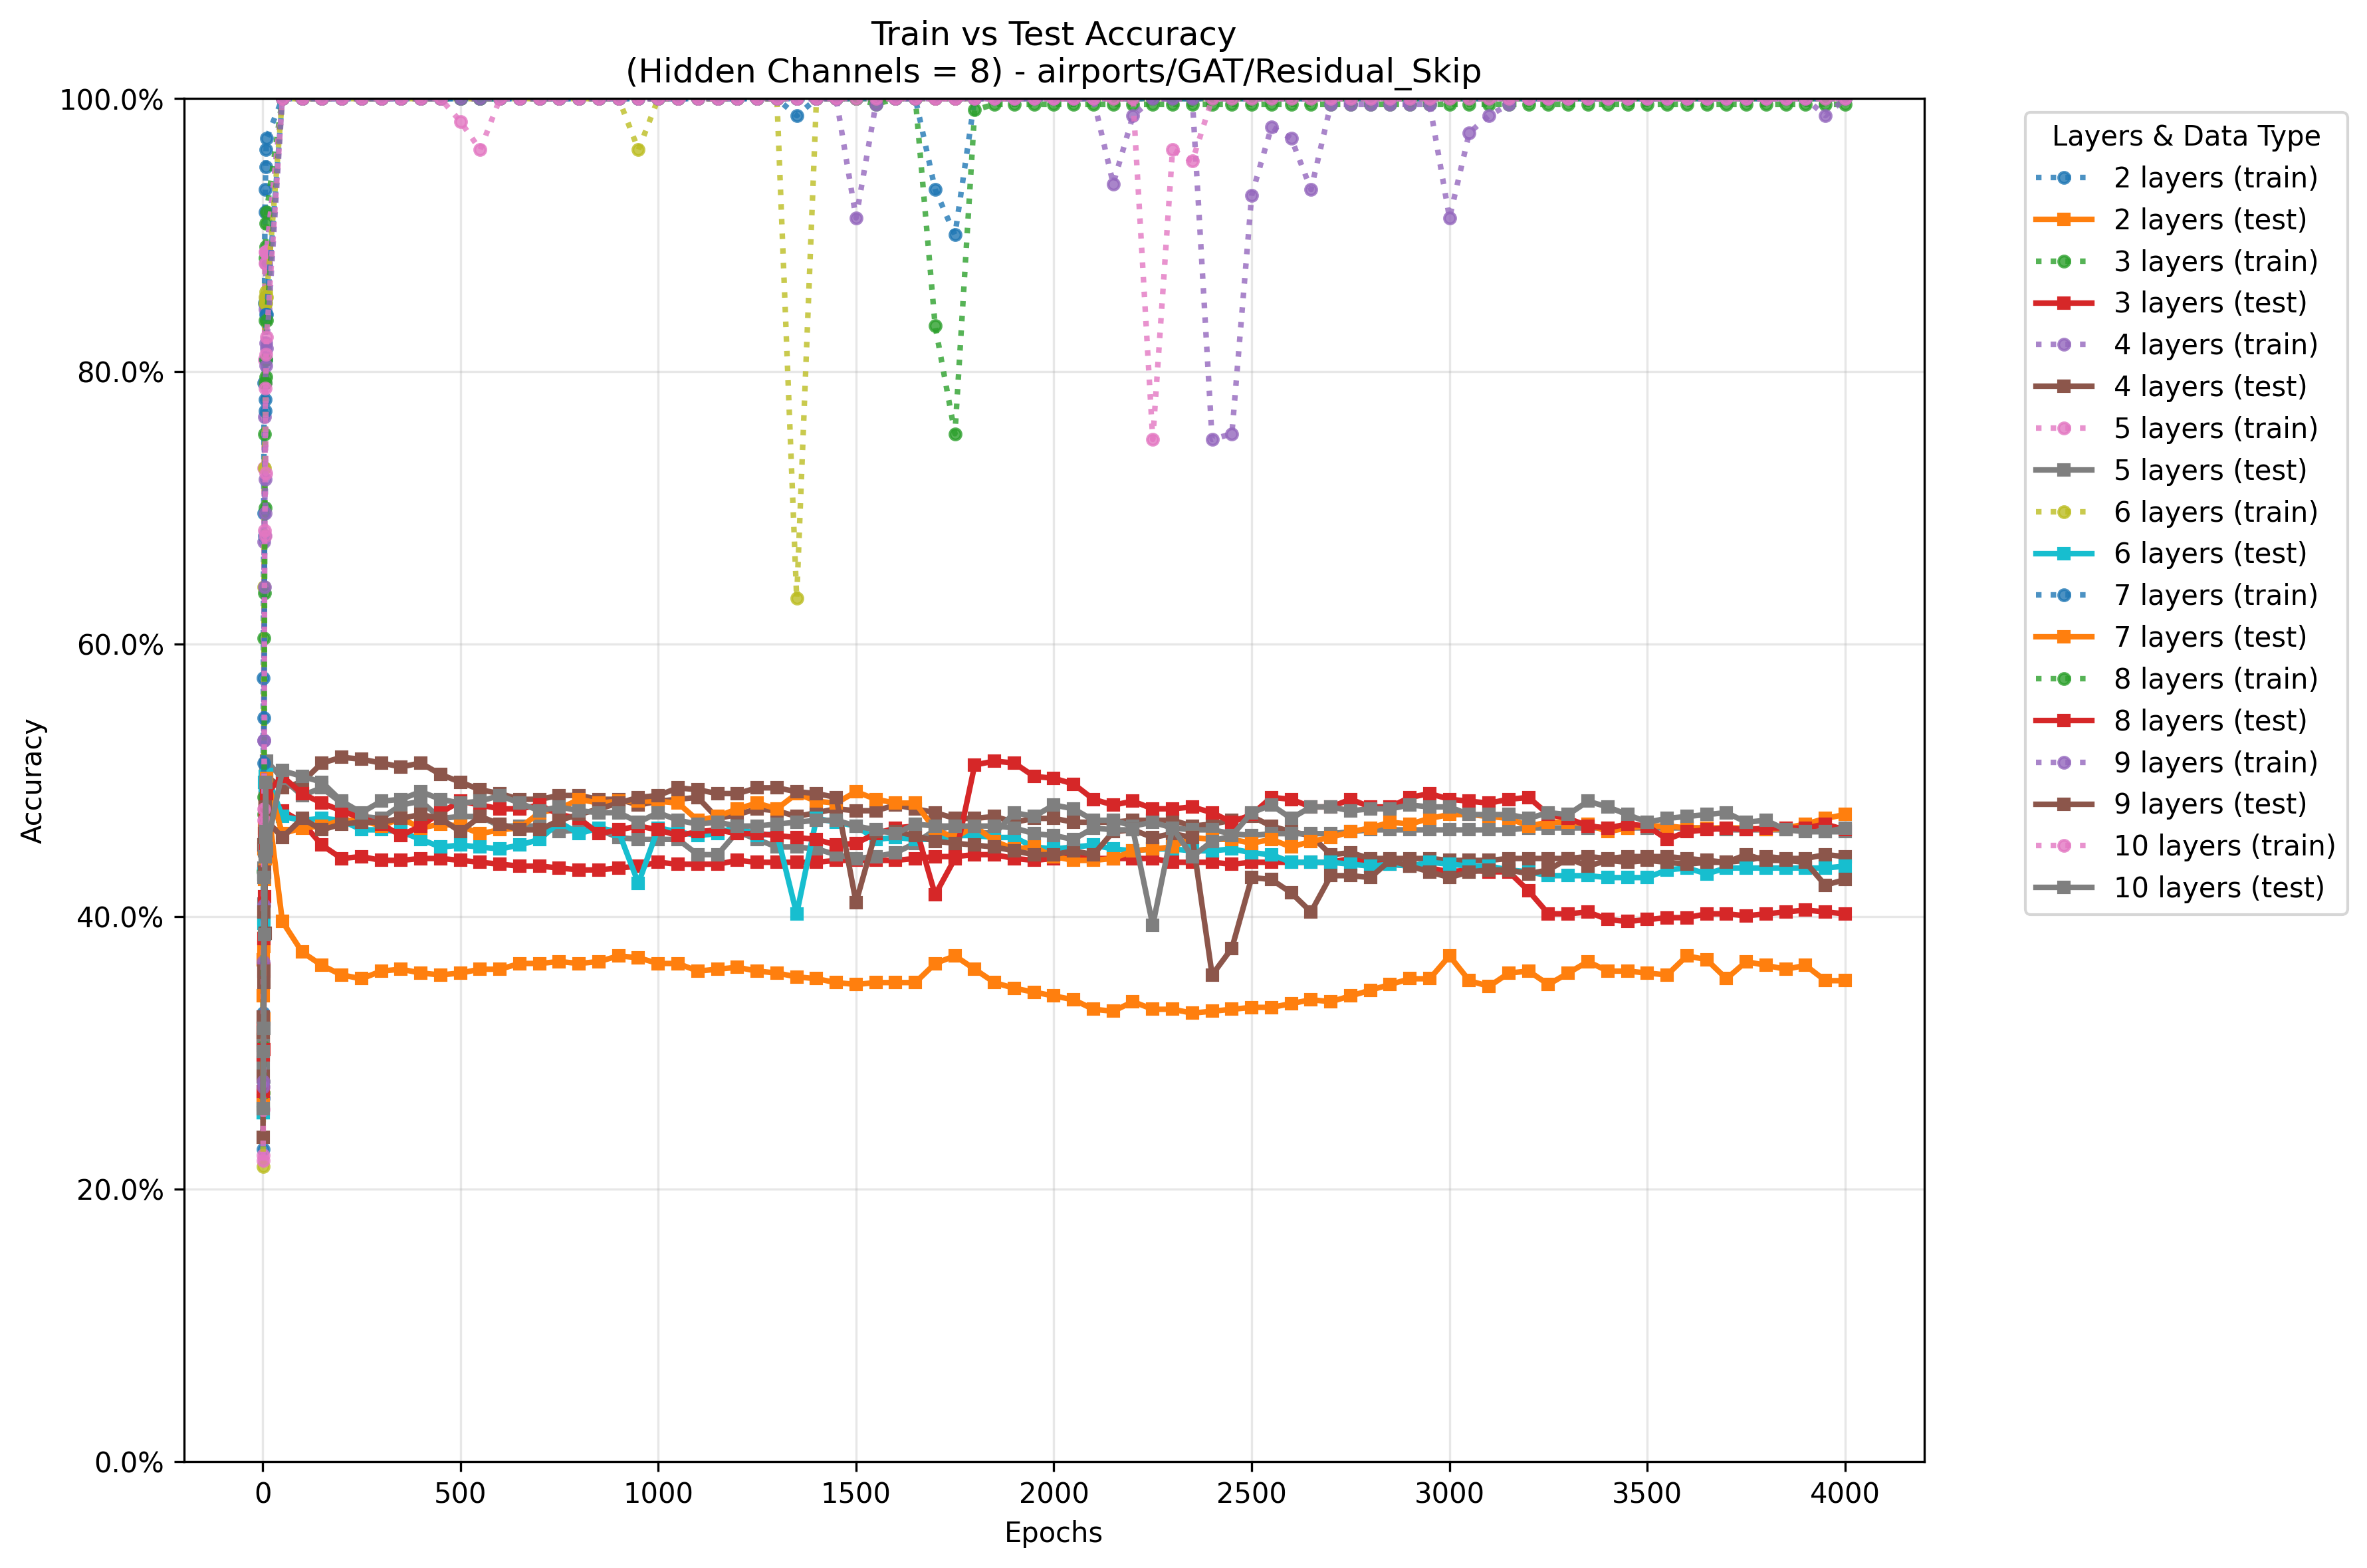 Train vs Test Accuracy
(Hidden Channels = 8) - airports/GAT/Residual_Skip
Accuracy
100.0%
80.0%
60.0%
40.0%
20.0%
0.0%
0
500
1000
1500
2000
2500
3000
3500
4000
Epochs
Layers & Data Type
2 layers (train)
2 layers (test)
3 layers (train)
3 layers (test)
4 layers (train)
4 layers (test)
5 layers (train)
5 layers (test)
6 layers (train)
6 layers (test)
7 layers (train)
7 layers (test)
8 layers (train)
8 layers (test)
9 layers (train)
9 layers (test)
10 layers (train)
10 layers (test)